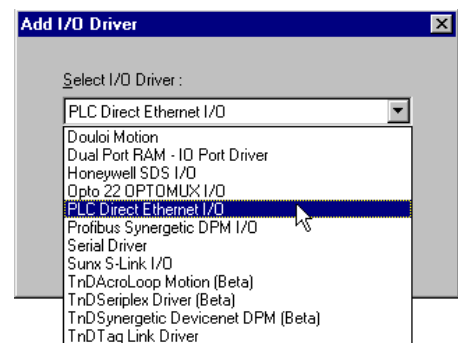 Add I/O Driver
Select I/O Driver :
PLC Direct Ethernet I/O
Douloi Motion
Dual Port RAM - IO Port Driver
Honeywell SDS I/O
Opto 22 OPTOMUX I/O
PLC Direct Ethernet I/O
Profibus Synergetic DPM I/O
Serial Driver
Sunx S-Link I/O
TnDAcroLoop Motion (Beta)
TnDSeriplex Driver (Beta)
TnDSynergetic Devicenet DPM (Beta)
TnDTag Link Driver